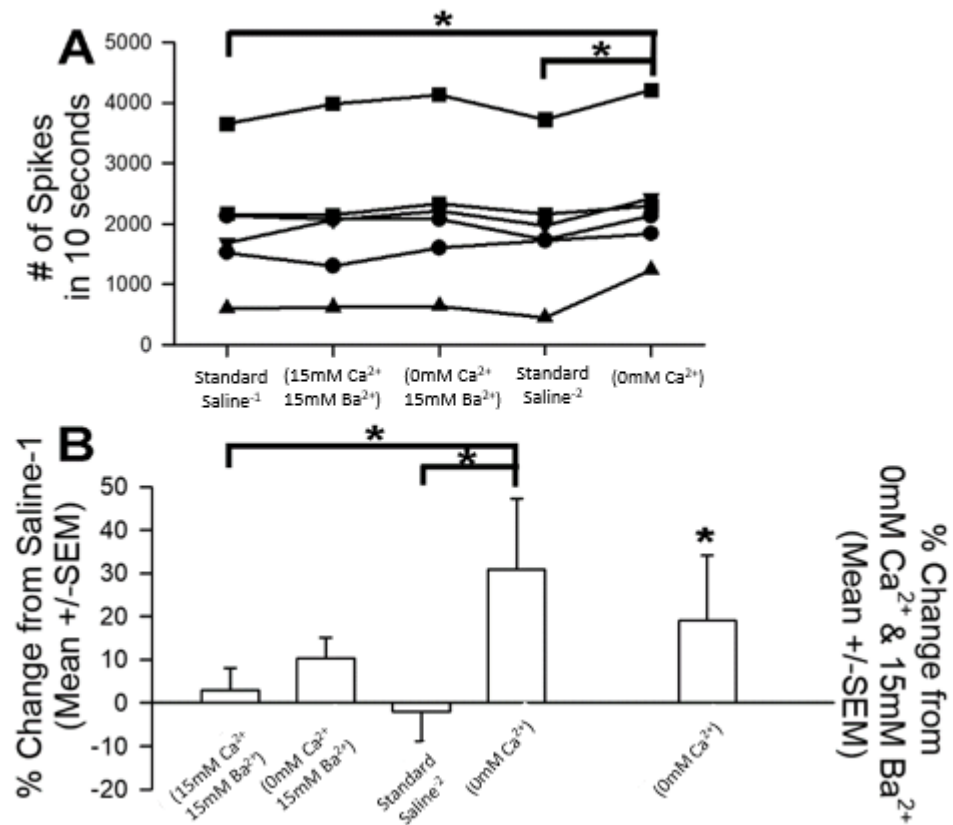 A
*
*
# of Spikes
in 10 seconds
5000
4000
3000
2000
1000
0
Standard
Saline⁻¹
(15mM Ca²⁺
15mM Ba²⁺)
(0mM Ca²⁺
15mM Ba²⁺)
Standard
Saline⁻²
(0mM Ca²⁺)
B
*
*
*
% Change from Saline-1
(Mean +/-SEM)
50
40
30
20
10
0
-10
-20
(15mM Ca²⁺
15mM Ba²⁺)
(0mM Ca²⁺
15mM Ba²⁺)
Standard
Saline⁻²
(0mM Ca²⁺)
(0mM Ca²⁺)
% Change from
0mM Ca²⁺ & 15mM Ba²⁺
(Mean +/-SEM)